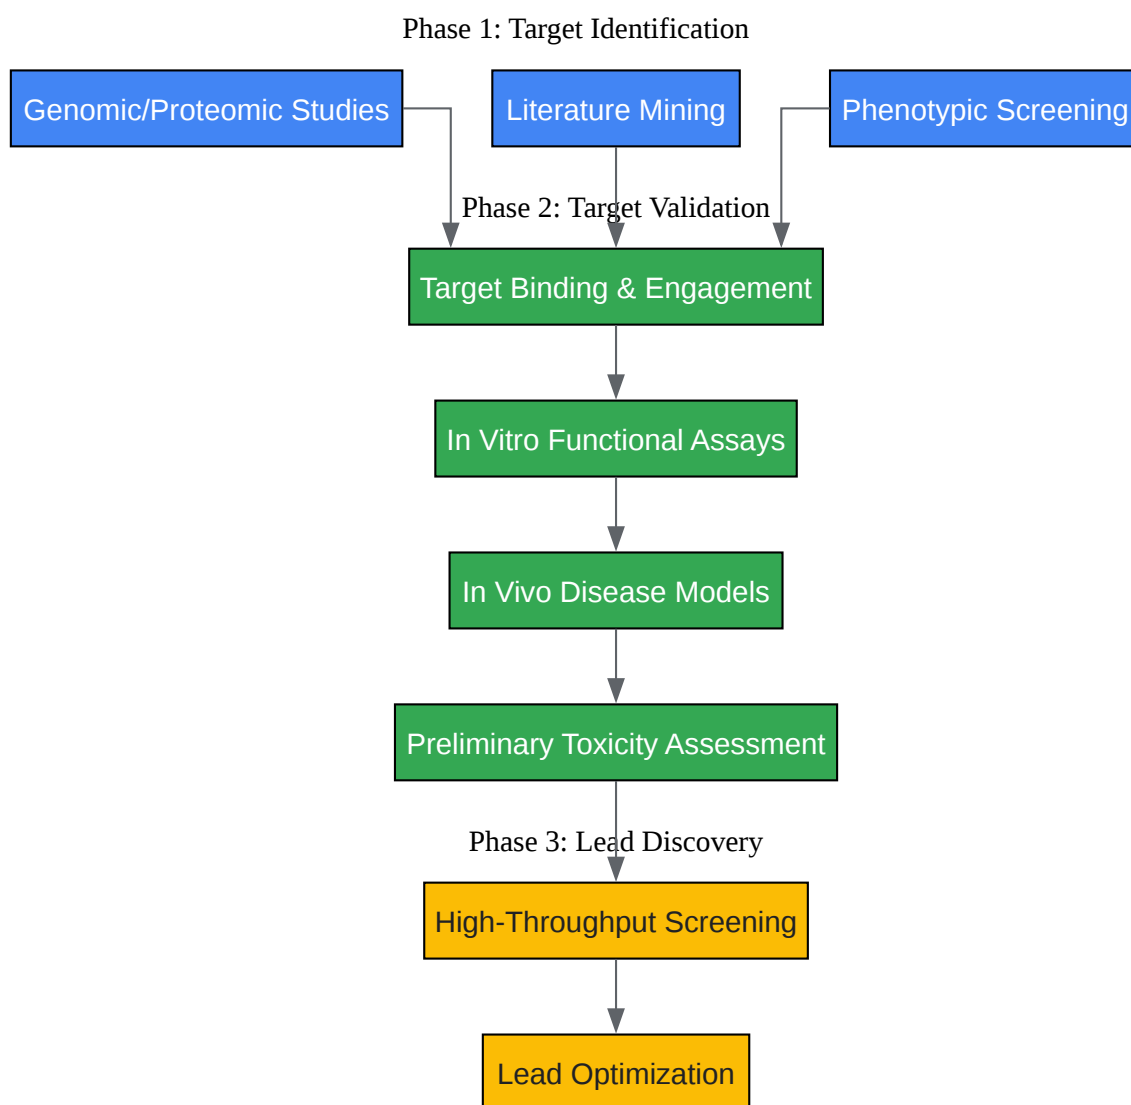 Phase 1: Target Identification
Genomic/Proteomic Studies
Literature Mining
Phenotypic Screening
Phase 2: Target Validation
Target Binding & Engagement
In Vitro Functional Assays
In Vivo Disease Models
Preliminary Toxicity Assessment
Phase 3: Lead Discovery
High-Throughput Screening
Lead Optimization